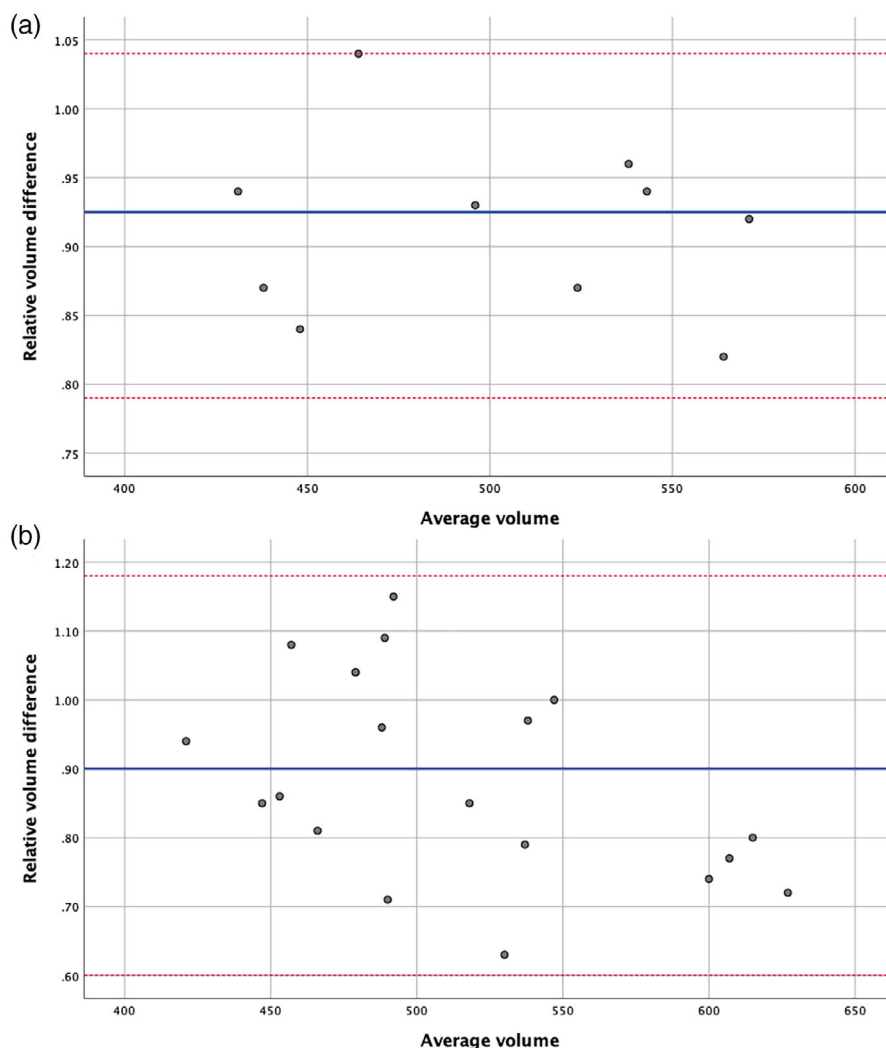 (a)
Relative volume difference
1.05
1.00
.95
.90
.85
.80
.75
400 450 500 550 600
Average volume
(b)
Relative volume difference
1.20
1.10
1.00
.90
.80
.70
.60
400 450 500 550 600 650
Average volume